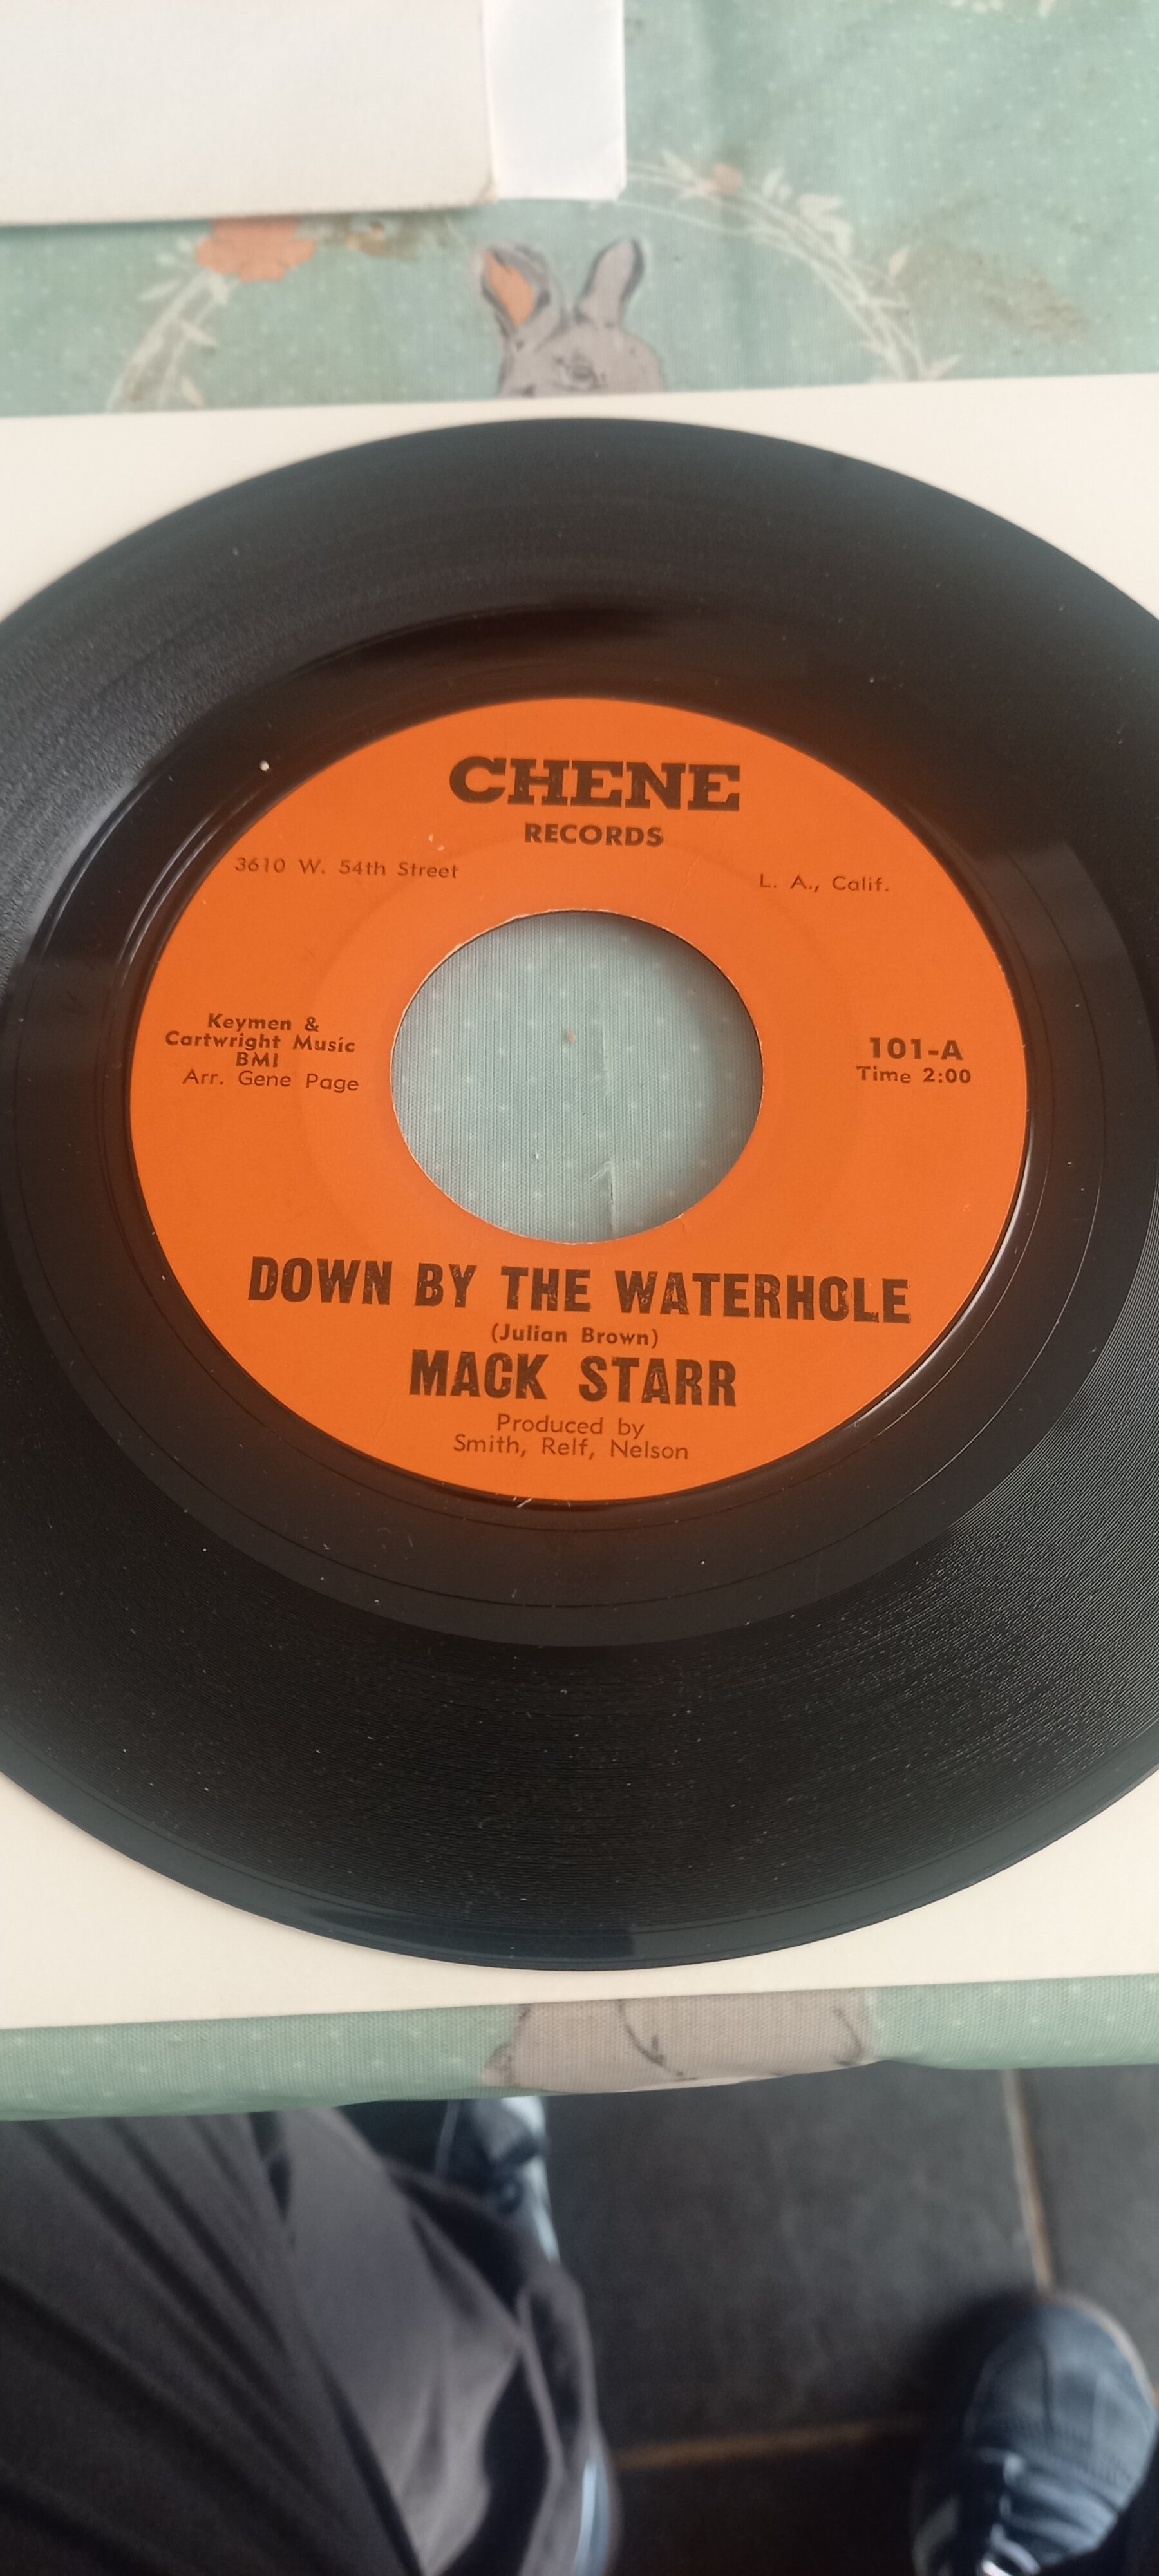 CHENE
RECORDS
3610 W. 54th Street
L. A., Calif.
Keymen &
Cartwright Music
BMI
Arr. Gene Page
101-A
Time 2:00
DOWN BY THE WATERHOLE
(Julian Brown)
MACK STARR
Produced by
Smith, Relf, Nelson